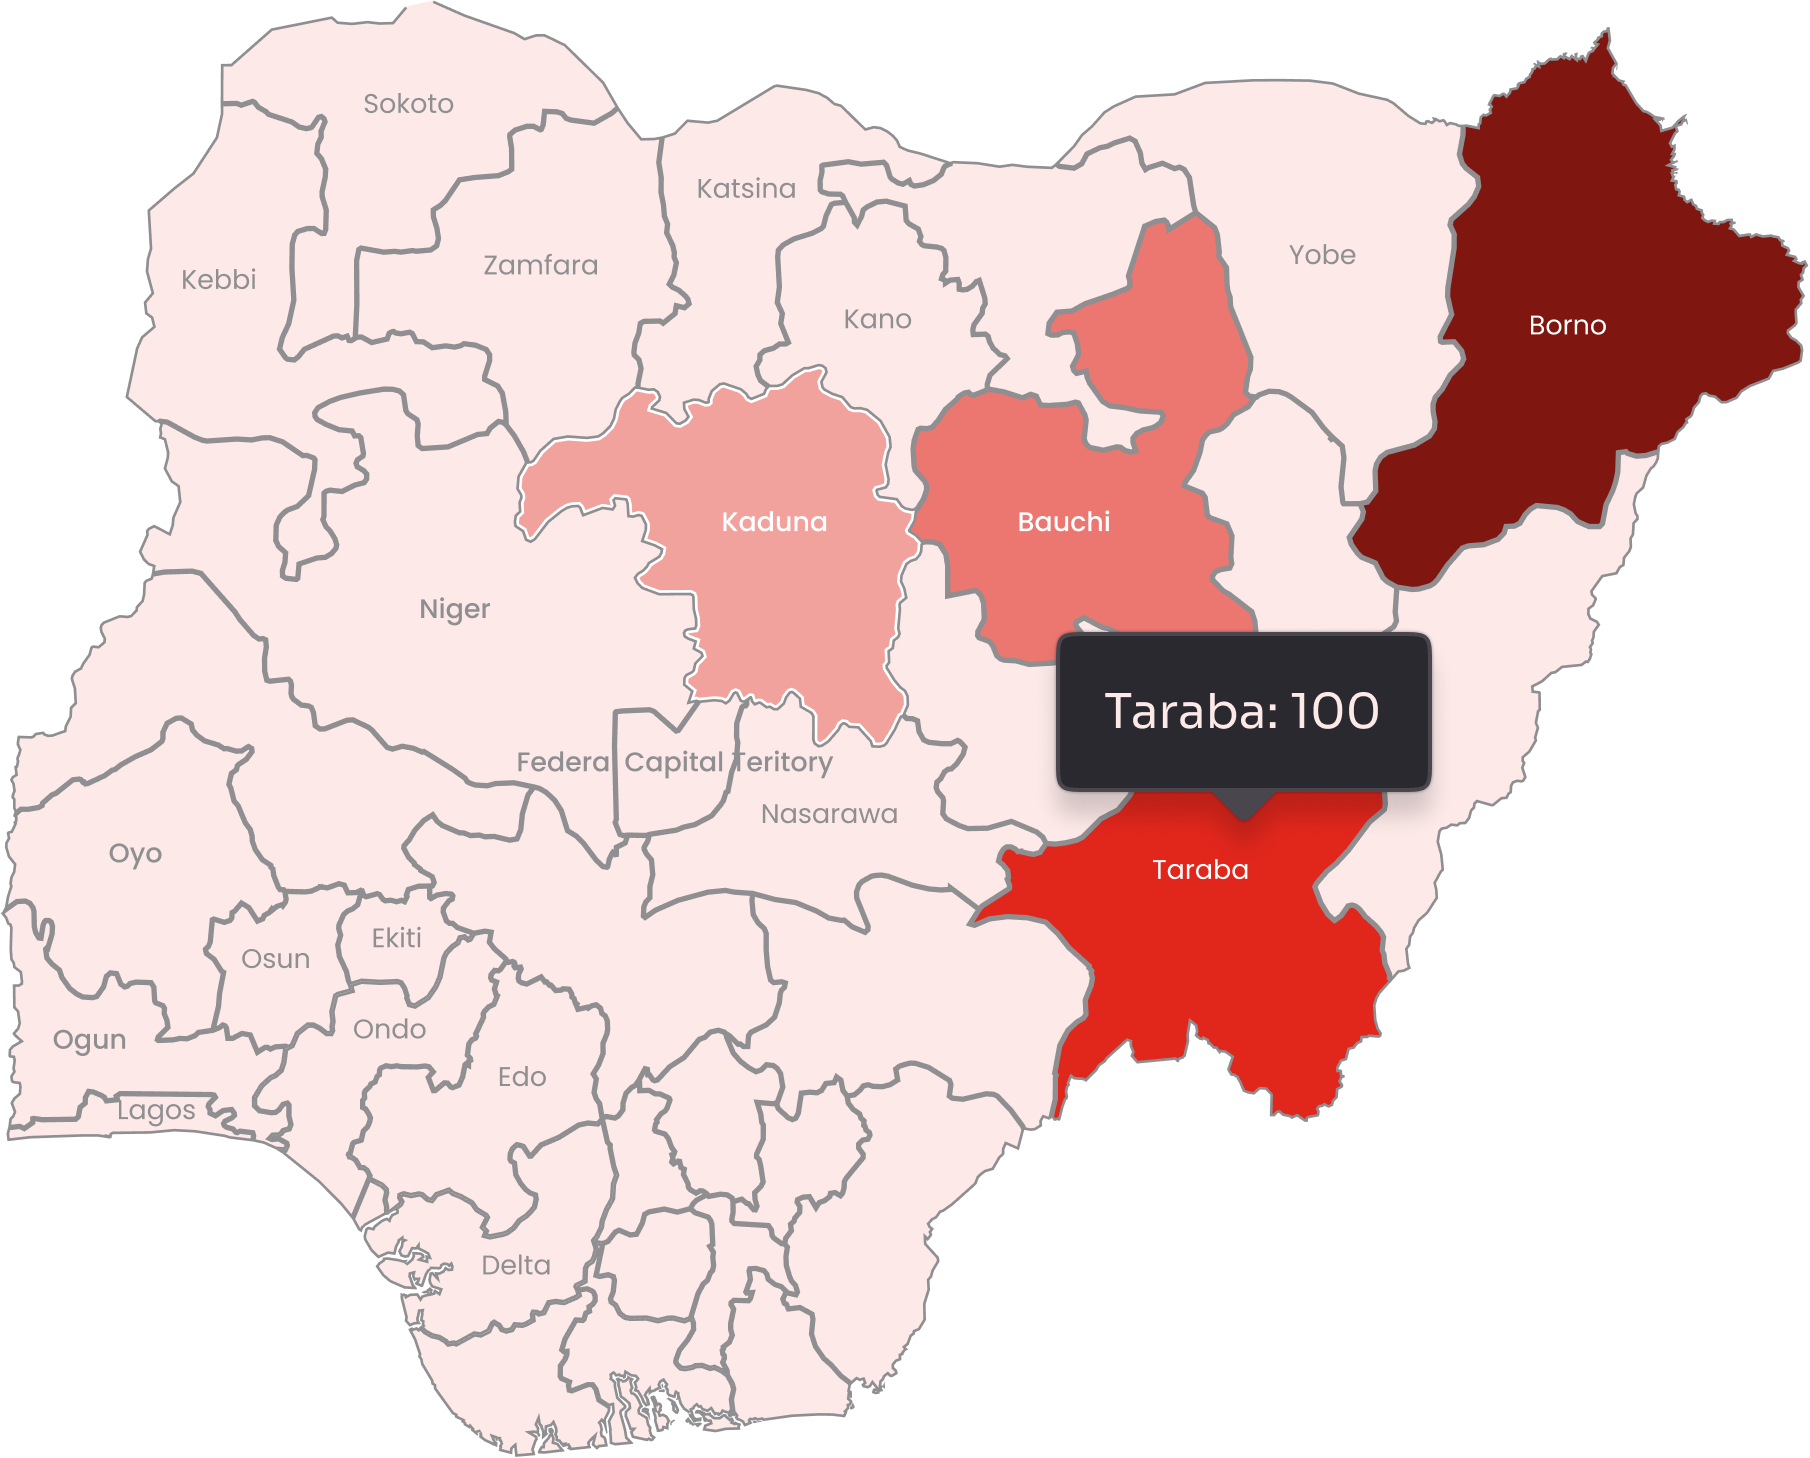 Sokoto
Katsina
Yobe
Zamfara
Kebbi
Kano
Borno
Kaduna
Bauchi
Niger
Taraba: 100
Federal Capital Teritory
Nasarawa
Oyo
Taraba
Ekiti
Osun
Ondo
Ogun
Edo
Lagos
Delta